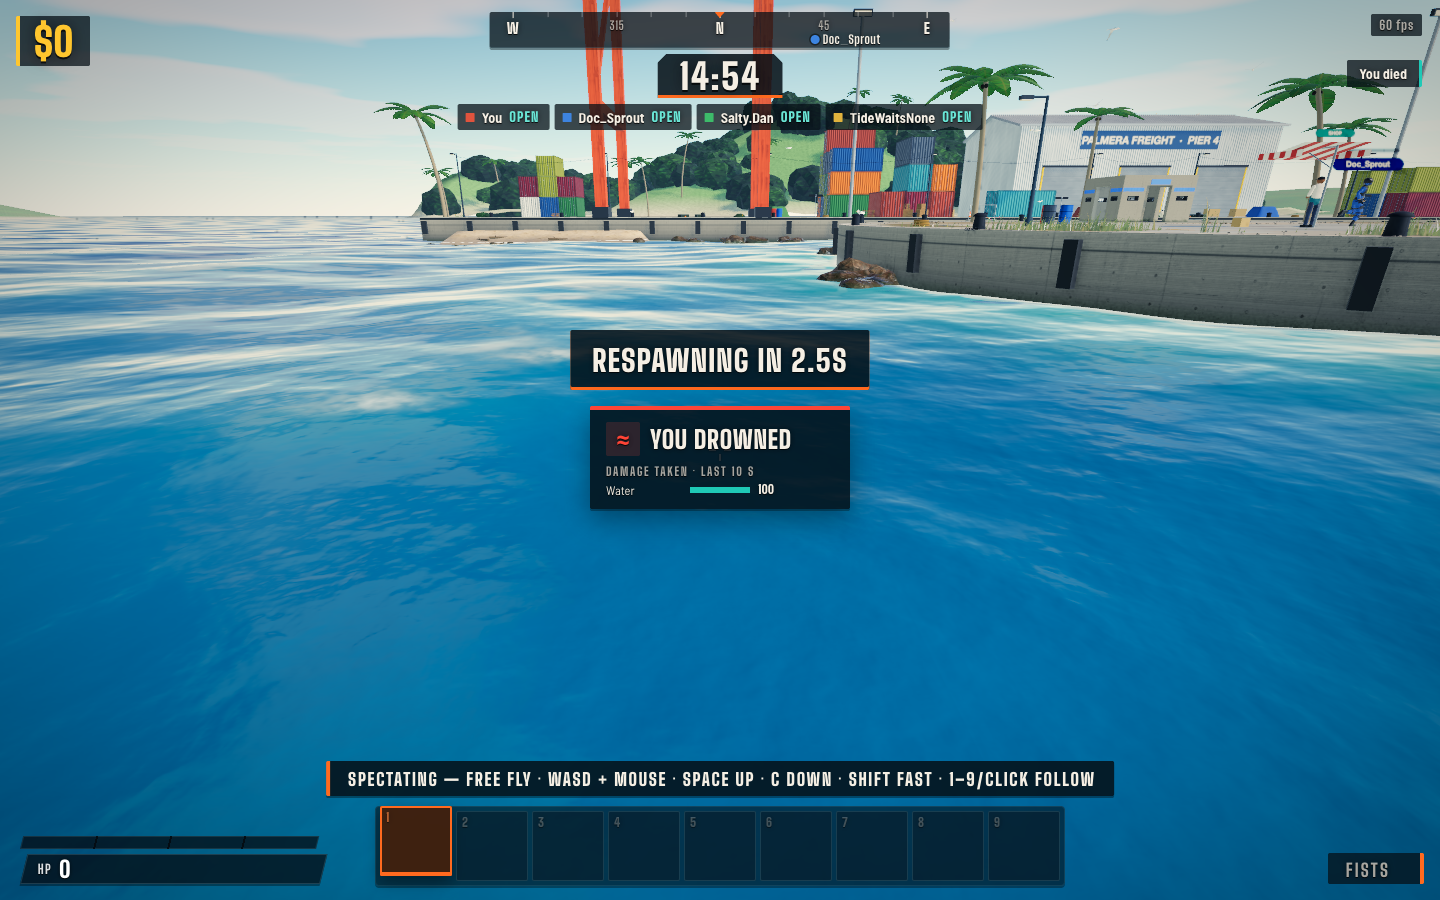 $0
W 315 N 45 E
Doc_Sprout
60 fps
14:54
You died
You OPEN
Doc_Sprout OPEN
Salty.Dan OPEN
TideWaitsNone OPEN
PALMERA FREIGHT · PIER 4
Doc_Sprout
RESPAWNING IN 2.5S
≈ YOU DROWNED
DAMAGE TAKEN · LAST 10 S
Water 100
SPECTATING — FREE FLY · WASD + MOUSE · SPACE UP · C DOWN · SHIFT FAST · 1–9/CLICK FOLLOW
1 2 3 4 5 6 7 8 9
HP 0
FISTS